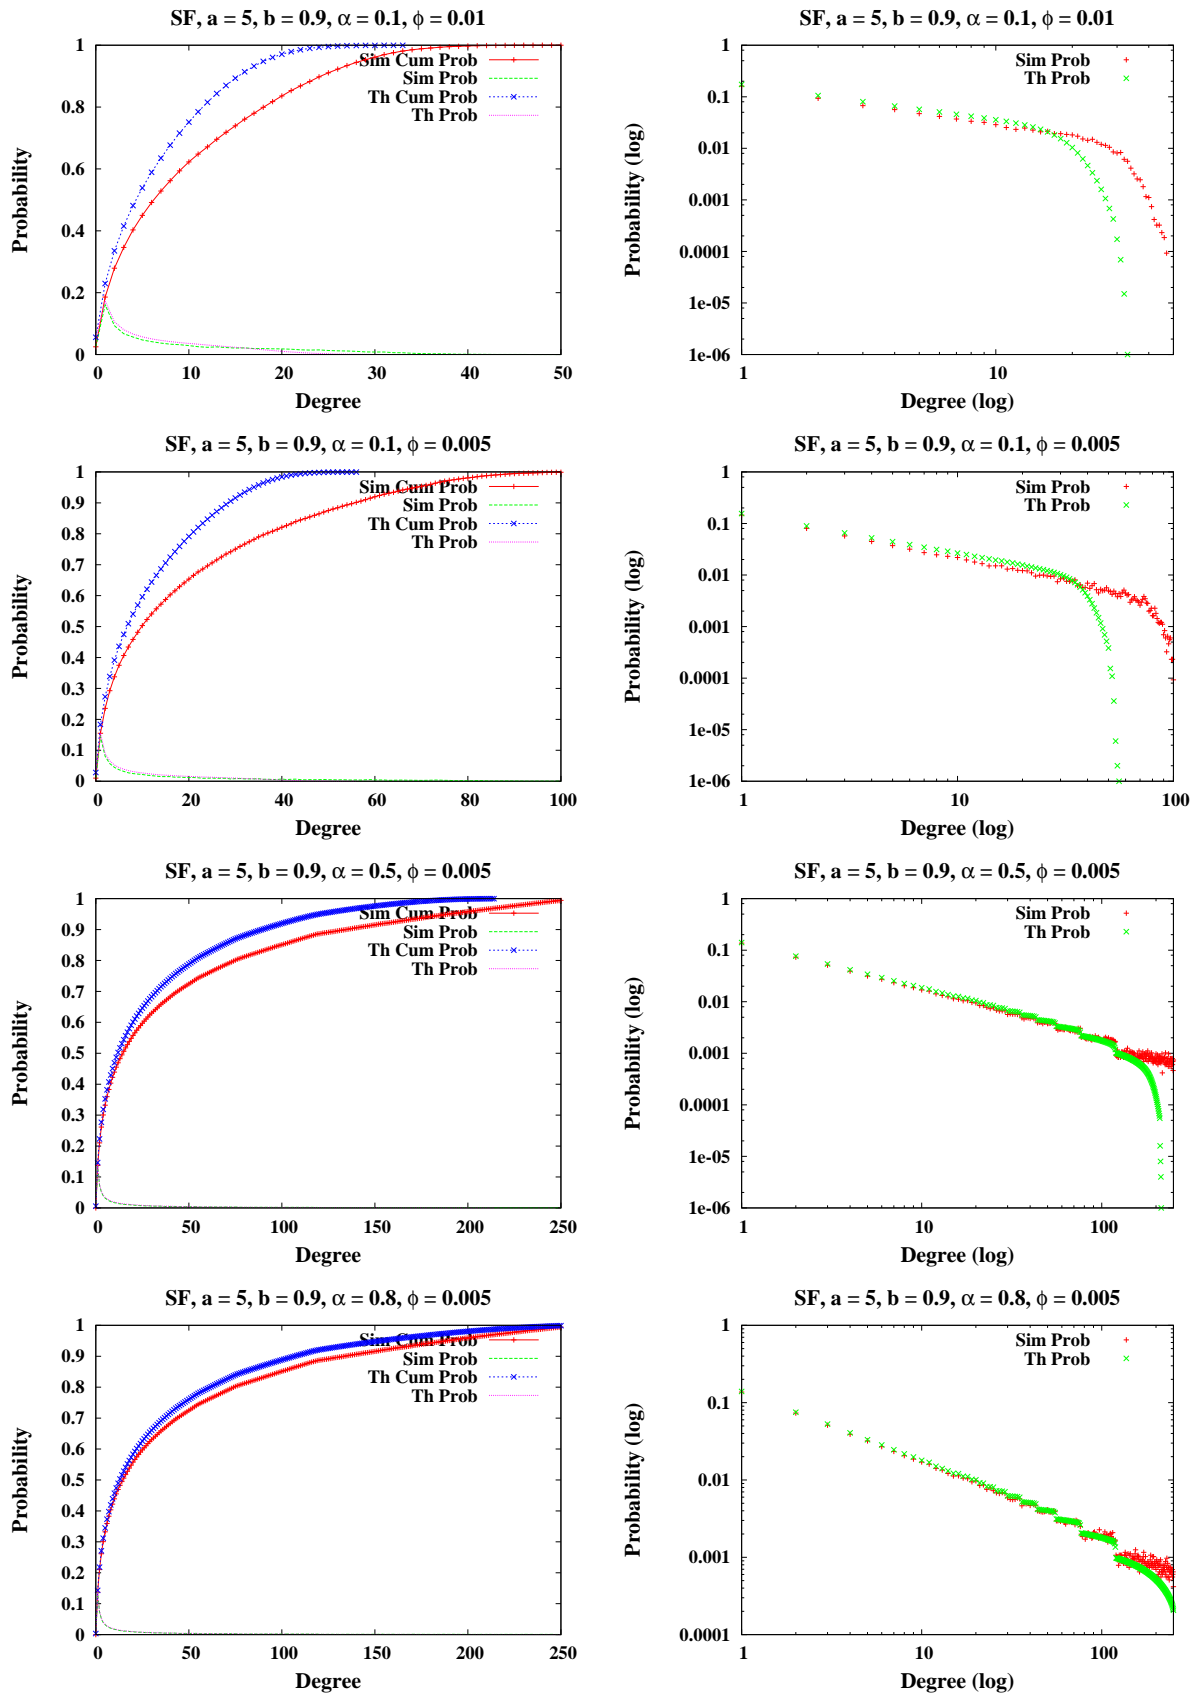 SF, a = 5, b = 0.9, α = 0.1, ϕ = 0.01
Probability
1
0.8
0.6
0.4
0.2
0
Sim Cum Prob
Sim Prob
Th Cum Prob
Th Prob
0 10 20 30 40 50
Degree
SF, a = 5, b = 0.9, α = 0.1, ϕ = 0.01
Probability (log)
1
0.1
0.01
0.001
0.0001
1e-05
1e-06
Sim Prob
Th Prob
1 10
Degree (log)
SF, a = 5, b = 0.9, α = 0.1, ϕ = 0.005
Probability
1
0.9
0.8
0.7
0.6
0.5
0.4
0.3
0.2
0.1
0
Sim Cum Prob
Sim Prob
Th Cum Prob
Th Prob
0 20 40 60 80 100
Degree
SF, a = 5, b = 0.9, α = 0.1, ϕ = 0.005
Probability (log)
1
0.1
0.01
0.001
0.0001
1e-05
1e-06
Sim Prob
Th Prob
1 10 100
Degree (log)
SF, a = 5, b = 0.9, α = 0.5, ϕ = 0.005
Probability
1
0.9
0.8
0.7
0.6
0.5
0.4
0.3
0.2
0.1
0
Sim Cum Prob
Sim Prob
Th Cum Prob
Th Prob
0 50 100 150 200 250
Degree
SF, a = 5, b = 0.9, α = 0.5, ϕ = 0.005
Probability (log)
1
0.1
0.01
0.001
0.0001
1e-05
1e-06
Sim Prob
Th Prob
1 10 100
Degree (log)
SF, a = 5, b = 0.9, α = 0.8, ϕ = 0.005
Probability
1
0.9
0.8
0.7
0.6
0.5
0.4
0.3
0.2
0.1
0
Sim Cum Prob
Sim Prob
Th Cum Prob
Th Prob
0 50 100 150 200 250
Degree
SF, a = 5, b = 0.9, α = 0.8, ϕ = 0.005
Probability (log)
1
0.1
0.01
0.001
0.0001
Sim Prob
Th Prob
1 10 100
Degree (log)